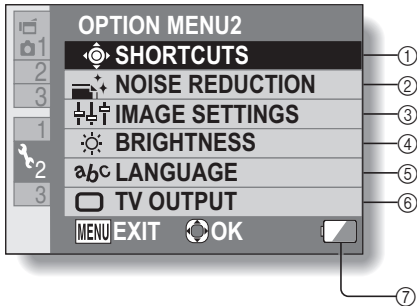 OPTION MENU2
SHORTCUTS
NOISE REDUCTION
IMAGE SETTINGS
BRIGHTNESS
abc LANGUAGE
TV OUTPUT
MENU EXIT OK
1
2
3
1
2
3
①
②
③
④
⑤
⑥
⑦